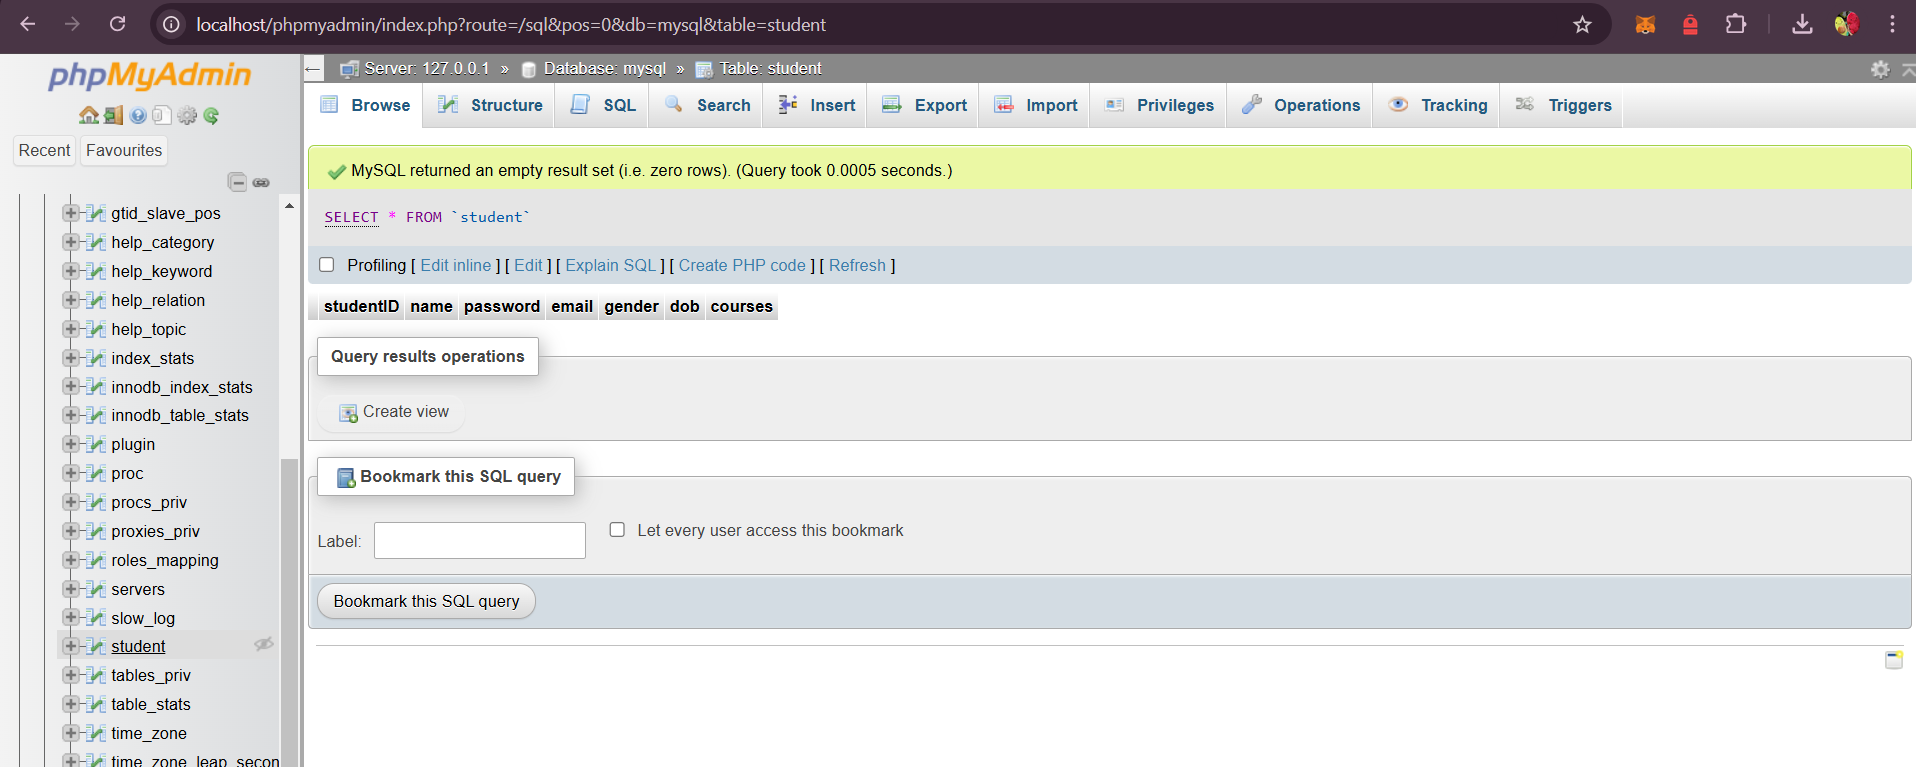 localhost/phpmyadmin/index.php?route=/sql&pos=0&db=mysql&table=student
phpMyAdmin
Recent Favourites
gtid_slave_pos
help_category
help_keyword
help_relation
help_topic
index_stats
innodb_index_stats
innodb_table_stats
plugin
proc
procs_priv
proxies_priv
roles_mapping
servers
slow_log
student
tables_priv
table_stats
time_zone
time_zone_leap_secon
Server: 127.0.0.1 » Database: mysql » Table: student
Browse Structure SQL Search Insert Export Import Privileges Operations Tracking Triggers
MySQL returned an empty result set (i.e. zero rows). (Query took 0.0005 seconds.)
SELECT * FROM `student`
Profiling [ Edit inline ] [ Edit ] [ Explain SQL ] [ Create PHP code ] [ Refresh ]
studentID name password email gender dob courses
Query results operations
Create view
Bookmark this SQL query
Label: Let every user access this bookmark
Bookmark this SQL query